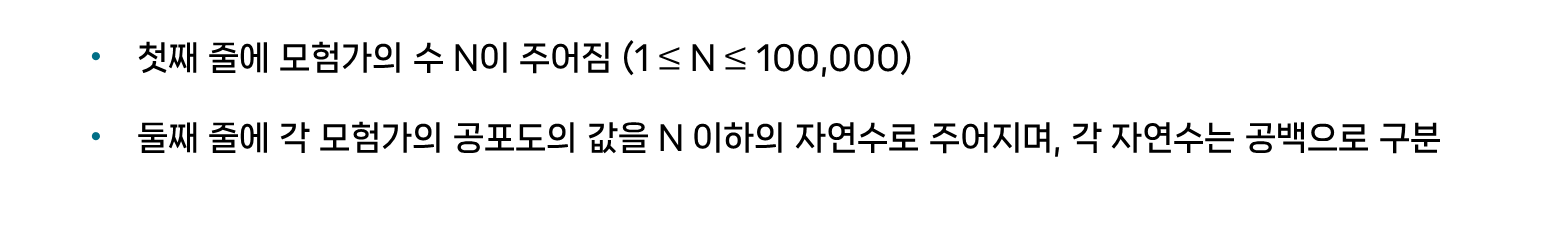 • 첫째 줄에 모험가의 수 N이 주어짐 (1 ≤ N ≤ 100,000)
• 둘째 줄에 각 모험가의 공포도의 값을 N 이하의 자연수로 주어지며, 각 자연수는 공백으로 구분